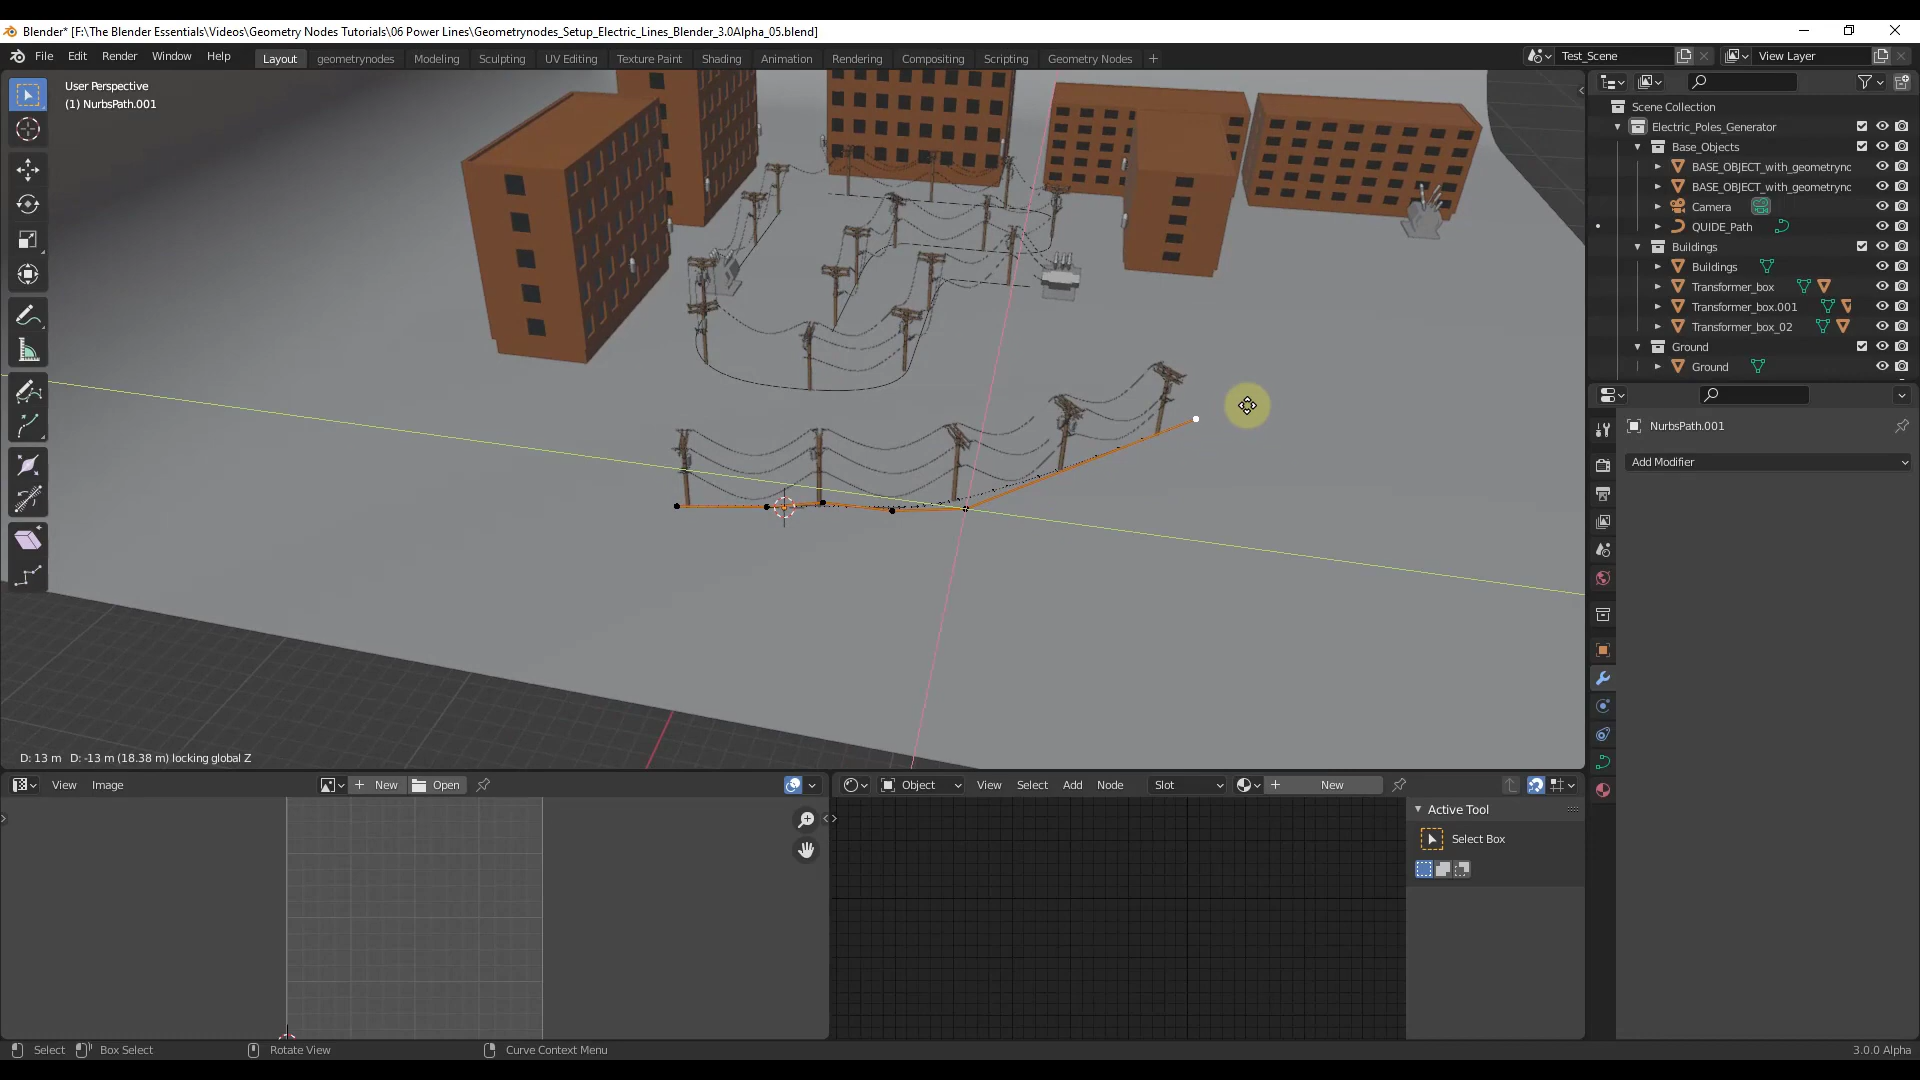 Blender* [F:\The Blender Essentials\Videos\Geometry Nodes Tutorials\06 Power Lines\Geometrynodes_Setup_Electric_Lines_Blender_3.0Alpha_05.blend]
File Edit Render Window Help
Layout geometrynodes Modeling Sculpting UV Editing Texture Paint Shading Animation Rendering Compositing Scripting Geometry Nodes +
Test_Scene
View Layer
User Perspective
(1) NurbsPath.001
Scene Collection
Electric_Poles_Generator
Base_Objects
BASE_OBJECT_with_geometrync
BASE_OBJECT_with_geometrync
Camera
QUIDE_Path
Buildings
Buildings
Transformer_box
Transformer_box.001
Transformer_box_02
Ground
Ground
NurbsPath.001
Add Modifier
D: 13 m D: -13 m (18.38 m) locking global Z
View Image
+ New
Open
Object View Select Add Node
Slot
+ New
Active Tool
Select Box
Select Box Select Rotate View Curve Context Menu
3.0.0 Alpha